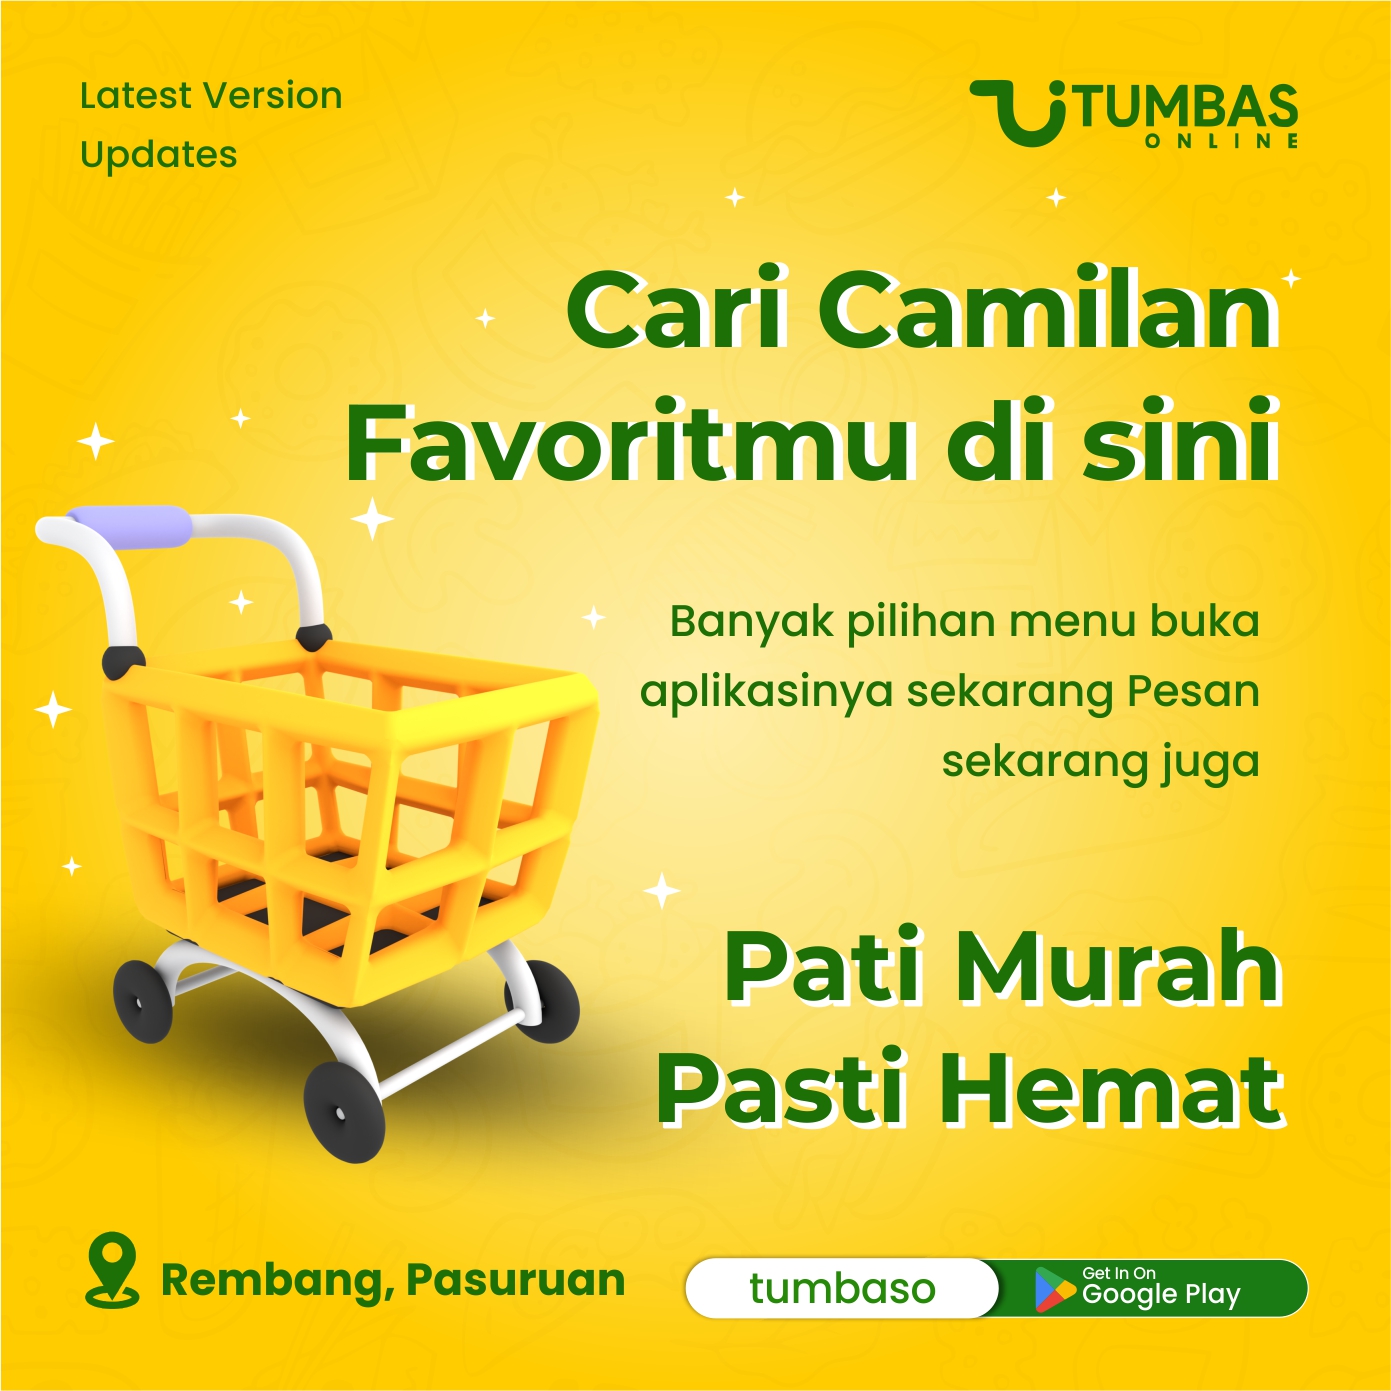 Latest Version
Updates
TUMBAS
ONLINE
Cari Camilan
Favoritmu di sini
Banyak pilihan menu buka
aplikasinya sekarang Pesan
sekarang juga
Pati Murah
Pasti Hemat
Rembang, Pasuruan
tumbaso
Get In On
Google Play